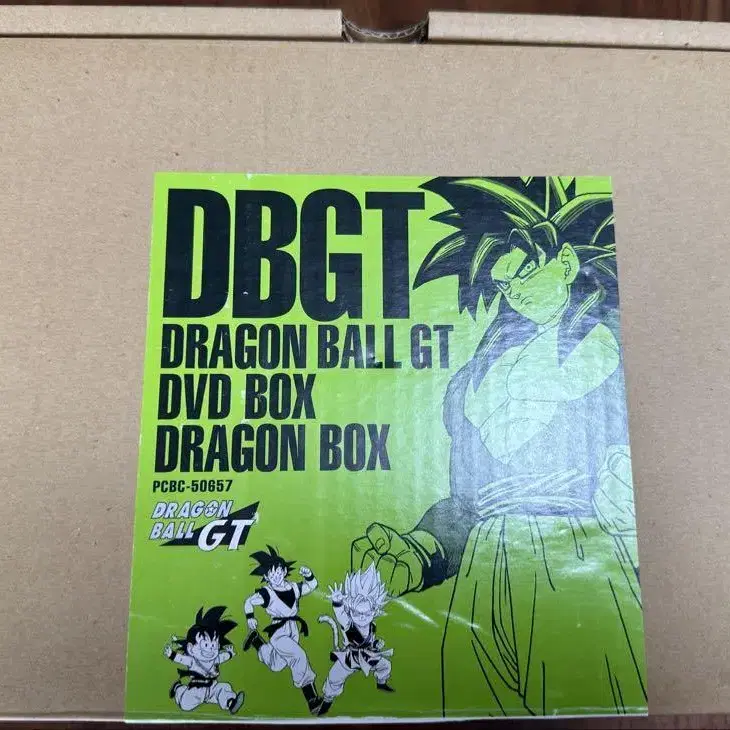 DBGT
DRAGON BALL GT
DVD BOX
DRAGON BOX
PCBC-50657
DRAGON
BALL GT